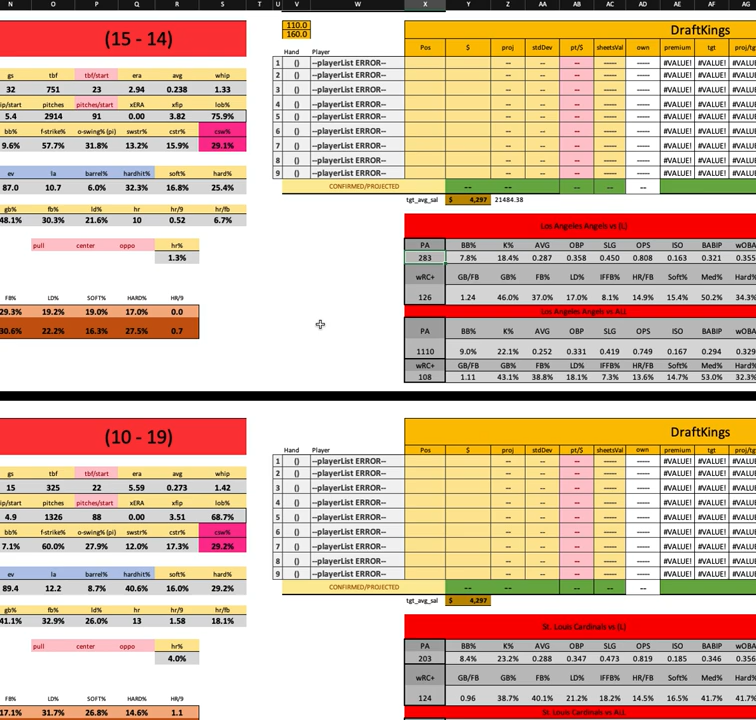 N O P Q R S T U V W X Y Z AA AB AC AD AE AF AG
(15 - 14) 110.0 DraftKings
160.0
Hand Player Pos $ proj stdDev pt/$ sheetsVal own premium tgt proj/tg
gs tbf tbf/start era avg whip
32 751 23 2.94 0.238 1.33
ip/start pitches pitches/start xERA xfip lob%
5.4 2914 91 0.00 3.82 75.9%
bb% f-strike% o-swing% (pi) swstr% cstr% csw%
9.6% 57.7% 31.8% 13.2% 15.9% 29.1%
ev la barrel% hardhit% soft% hard%
87.0 10.7 6.0% 32.3% 16.8% 25.4%
gb% fb% ld% hr hr/9 hr/fb
48.1% 30.3% 21.6% 10 0.52 6.7%
pull center oppo hr%
1.3%
FB% LD% SOFT% HARD% HR/9
29.3% 19.2% 19.0% 17.0% 0.0
30.6% 22.2% 16.3% 27.5% 0.7
1 () --playerList ERROR-- -- -- -- ----- ----- #VALUE! #VALUE! #VALUE!
2 () --playerList ERROR-- -- -- -- ----- ----- #VALUE! #VALUE! #VALUE!
3 () --playerList ERROR-- -- -- -- ----- ----- #VALUE! #VALUE! #VALUE!
4 () --playerList ERROR-- -- -- -- ----- ----- #VALUE! #VALUE! #VALUE!
5 () --playerList ERROR-- -- -- -- ----- ----- #VALUE! #VALUE! #VALUE!
6 () --playerList ERROR-- -- -- -- ----- ----- #VALUE! #VALUE! #VALUE!
7 () --playerList ERROR-- -- -- -- ----- ----- #VALUE! #VALUE! #VALUE!
8 () --playerList ERROR-- -- -- -- ----- ----- #VALUE! #VALUE! #VALUE!
9 () --playerList ERROR-- -- -- -- ----- ----- #VALUE! #VALUE! #VALUE!
CONFIRMED/PROJECTED -- -- -- ----- --
tgt_avg_sal $ 4,297 21484.38
Los Angeles Angels vs (L)
PA BB% K% AVG OBP SLG OPS ISO BABIP wOBA
283 7.8% 18.4% 0.287 0.358 0.450 0.808 0.163 0.321 0.355
wRC+ GB/FB GB% FB% LD% IFFB% HR/FB Soft% Med% Hard%
126 1.24 46.0% 37.0% 17.0% 8.1% 14.9% 15.4% 50.2% 34.3%
Los Angeles Angels vs ALL
PA BB% K% AVG OBP SLG OPS ISO BABIP wOBA
1110 9.0% 22.1% 0.252 0.331 0.419 0.749 0.167 0.294 0.329
wRC+ GB/FB GB% FB% LD% IFFB% HR/FB Soft% Med% Hard%
108 1.11 43.1% 38.8% 18.1% 7.3% 13.6% 14.7% 53.0% 32.3%
(10 - 19) DraftKings
Hand Player Pos $ proj stdDev pt/$ sheetsVal own premium tgt proj/tg
gs tbf tbf/start era avg whip
15 325 22 5.59 0.273 1.42
ip/start pitches pitches/start xERA xfip lob%
4.9 1326 88 0.00 3.51 68.7%
bb% f-strike% o-swing% (pi) swstr% cstr% csw%
7.1% 60.0% 27.9% 12.0% 17.3% 29.2%
ev la barrel% hardhit% soft% hard%
89.4 12.2 8.7% 40.6% 16.0% 29.2%
gb% fb% ld% hr hr/9 hr/fb
41.1% 32.9% 26.0% 13 1.58 18.1%
pull center oppo hr%
4.0%
FB% LD% SOFT% HARD% HR/9
17.1% 31.7% 26.8% 14.6% 1.1
1 () --playerList ERROR-- -- -- -- ----- ----- #VALUE! #VALUE! #VALUE!
2 () --playerList ERROR-- -- -- -- ----- ----- #VALUE! #VALUE! #VALUE!
3 () --playerList ERROR-- -- -- -- ----- ----- #VALUE! #VALUE! #VALUE!
4 () --playerList ERROR-- -- -- -- ----- ----- #VALUE! #VALUE! #VALUE!
5 () --playerList ERROR-- -- -- -- ----- ----- #VALUE! #VALUE! #VALUE!
6 () --playerList ERROR-- -- -- -- ----- ----- #VALUE! #VALUE! #VALUE!
7 () --playerList ERROR-- -- -- -- ----- ----- #VALUE! #VALUE! #VALUE!
8 () --playerList ERROR-- -- -- -- ----- ----- #VALUE! #VALUE! #VALUE!
9 () --playerList ERROR-- -- -- -- ----- ----- #VALUE! #VALUE! #VALUE!
CONFIRMED/PROJECTED -- -- -- ----- --
tgt_avg_sal $ 4,297
St. Louis Cardinals vs (L)
PA BB% K% AVG OBP SLG OPS ISO BABIP wOBA
203 8.4% 23.2% 0.288 0.347 0.473 0.819 0.185 0.346 0.356
wRC+ GB/FB GB% FB% LD% IFFB% HR/FB Soft% Med% Hard%
124 0.96 38.7% 40.1% 21.2% 18.2% 14.5% 16.5% 41.7% 41.7%
St. Louis Cardinals vs ALL